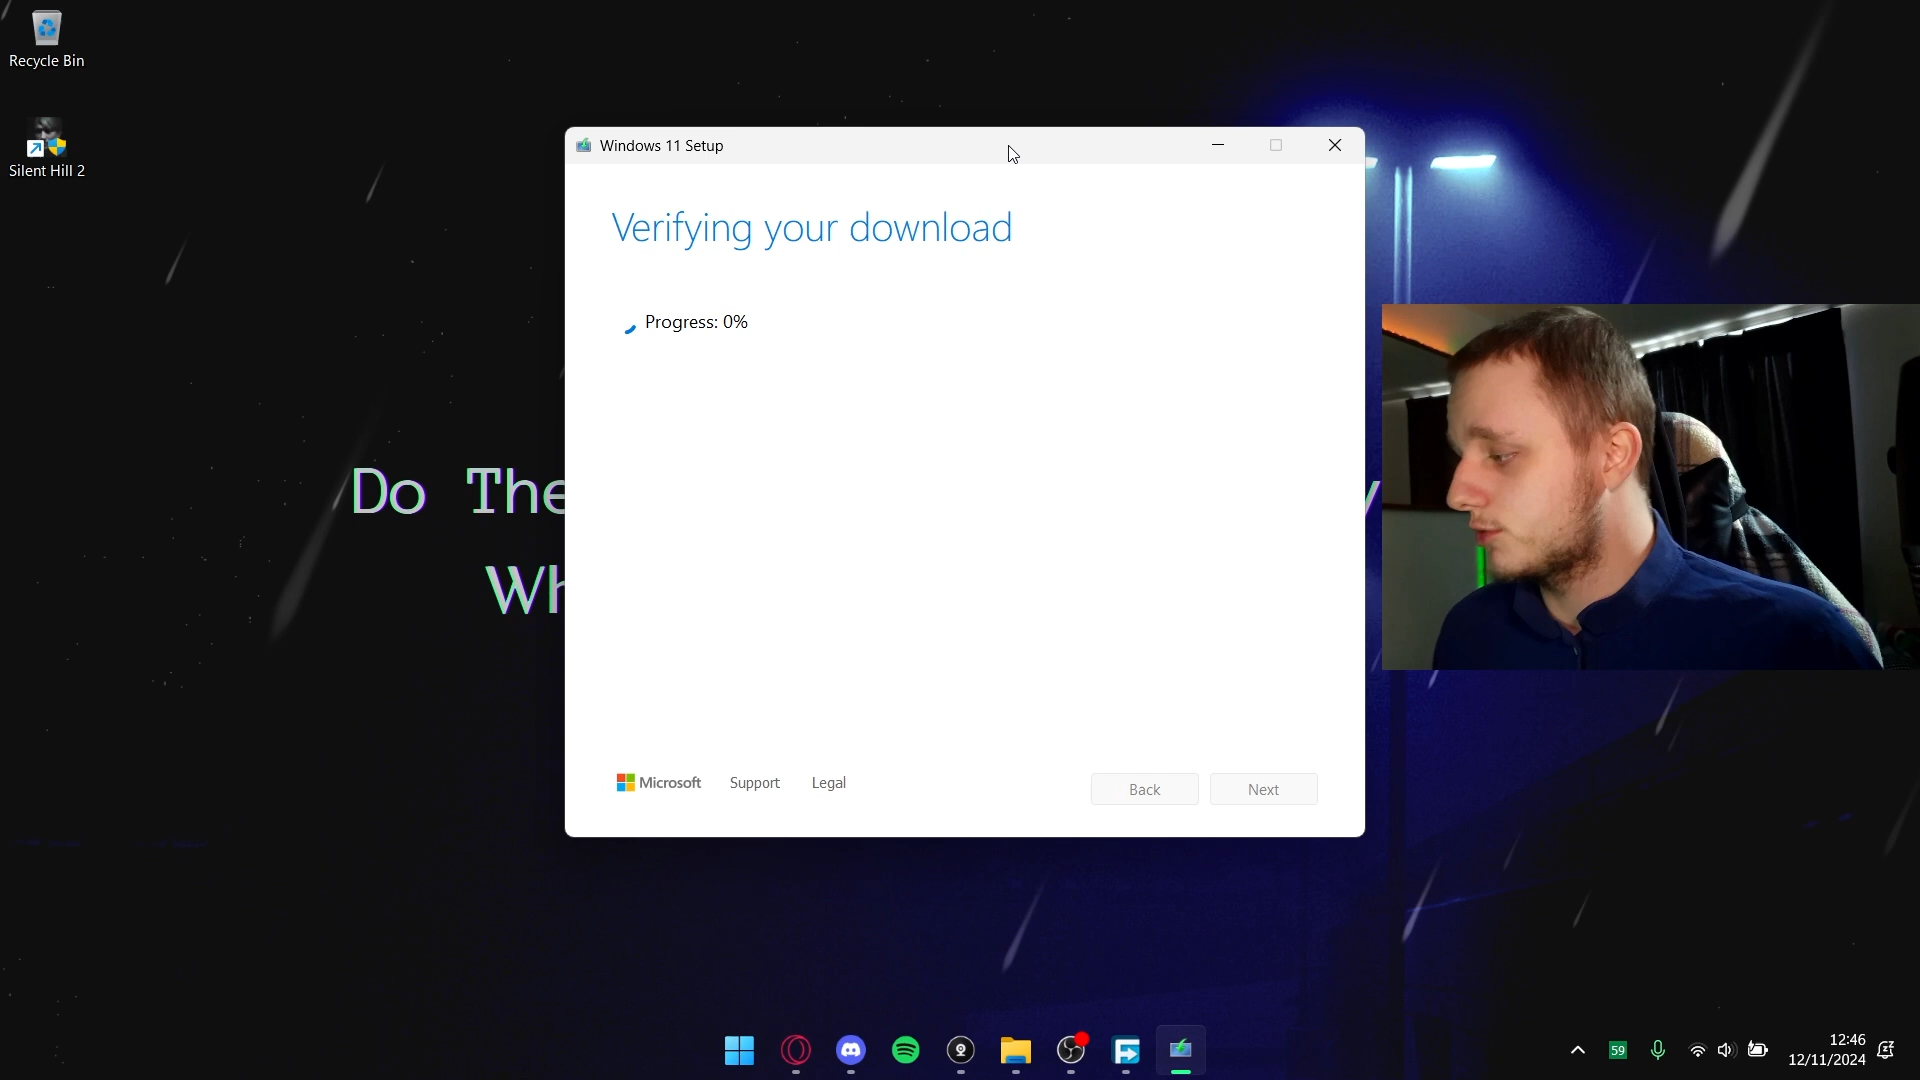 Recycle Bin
Silent Hill 2
Windows 11 Setup
Verifying your download
Progress: 0%
Do The
y
Wh
Microsoft
Support
Legal
Back
Next
59
12:46
12/11/2024